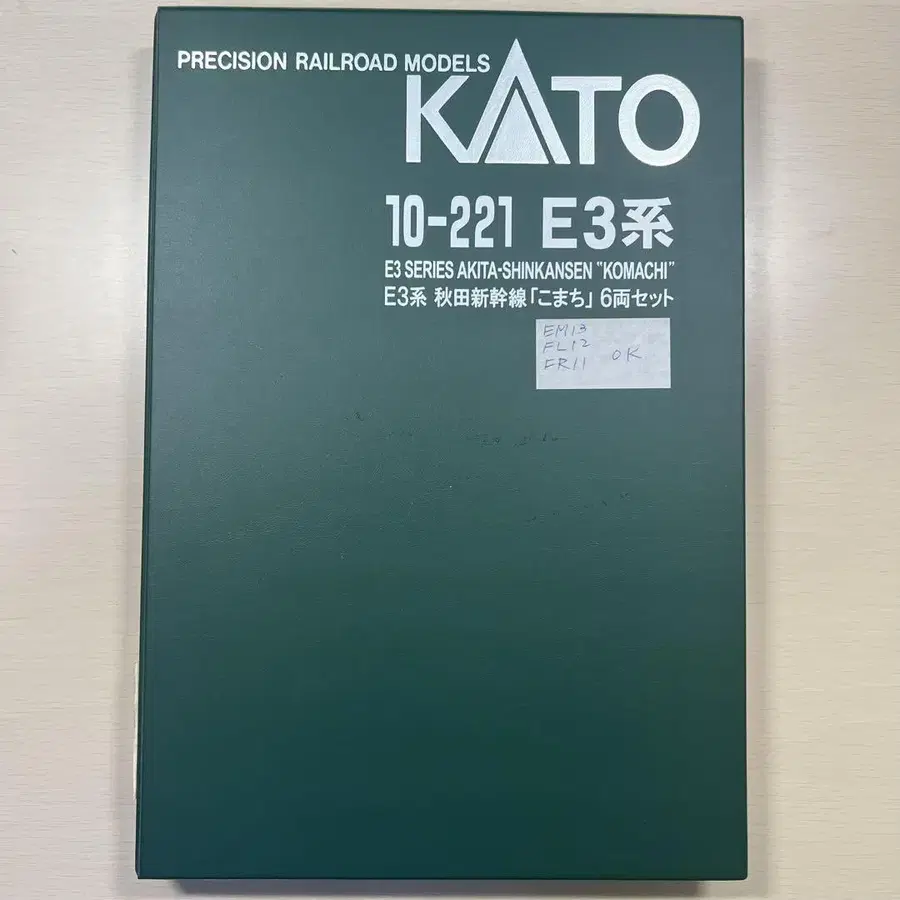 PRECISION RAILROAD MODELS
KATO
10-221 E3系
E3 SERIES AKITA-SHINKANSEN "KOMACHI"
E3系 秋田新幹線「こまち」6両セット
EM13
FL12
FR11 OK